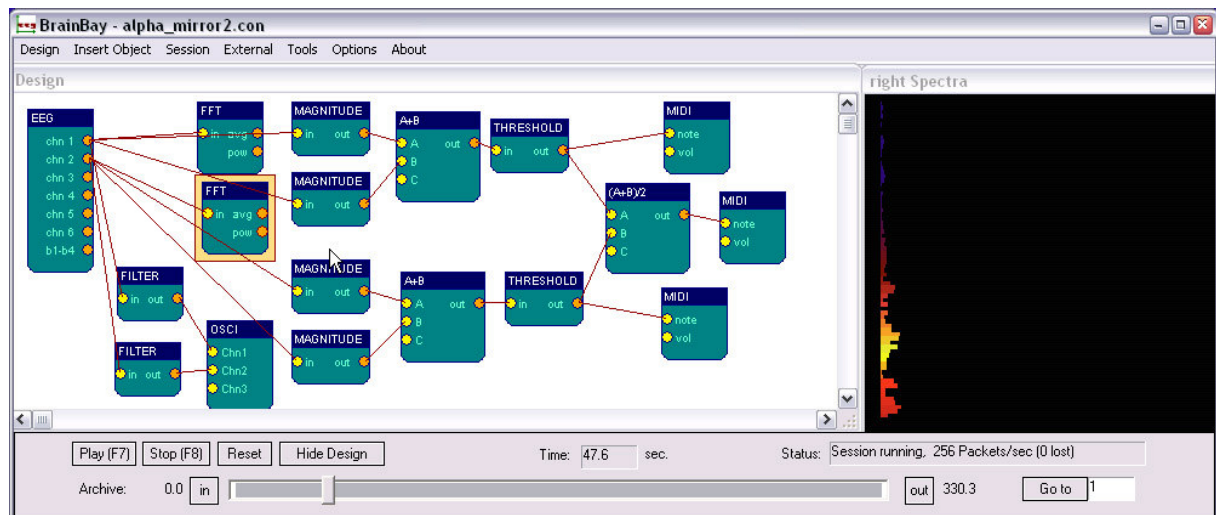 BrainBay - alpha_mirror2.con
Design Insert Object Session External Tools Options About
Design
right Spectra
EEG
chn 1
chn 2
chn 3
chn 4
chn 5
chn 6
b1-b4
FFT
in avg
pow
FFT
in avg
pow
MAGNITUDE
in out
MAGNITUDE
in out
A+B
A out
B
C
THRESHOLD
in out
MIDI
note
vol
(A+B)/2
A out
B
C
MIDI
note
vol
FILTER
in out
FILTER
in out
OSCI
Chn1
Chn2
Chn3
MAGNITUDE
in out
MAGNITUDE
in out
A+B
A out
B
C
THRESHOLD
in out
MIDI
note
vol
Play (F7) Stop (F8) Reset Hide Design Time: 47.6 sec. Status: Session running, 256 Packets/sec (0 lost)
Archive: 0.0 in out 330.3 Go to 1